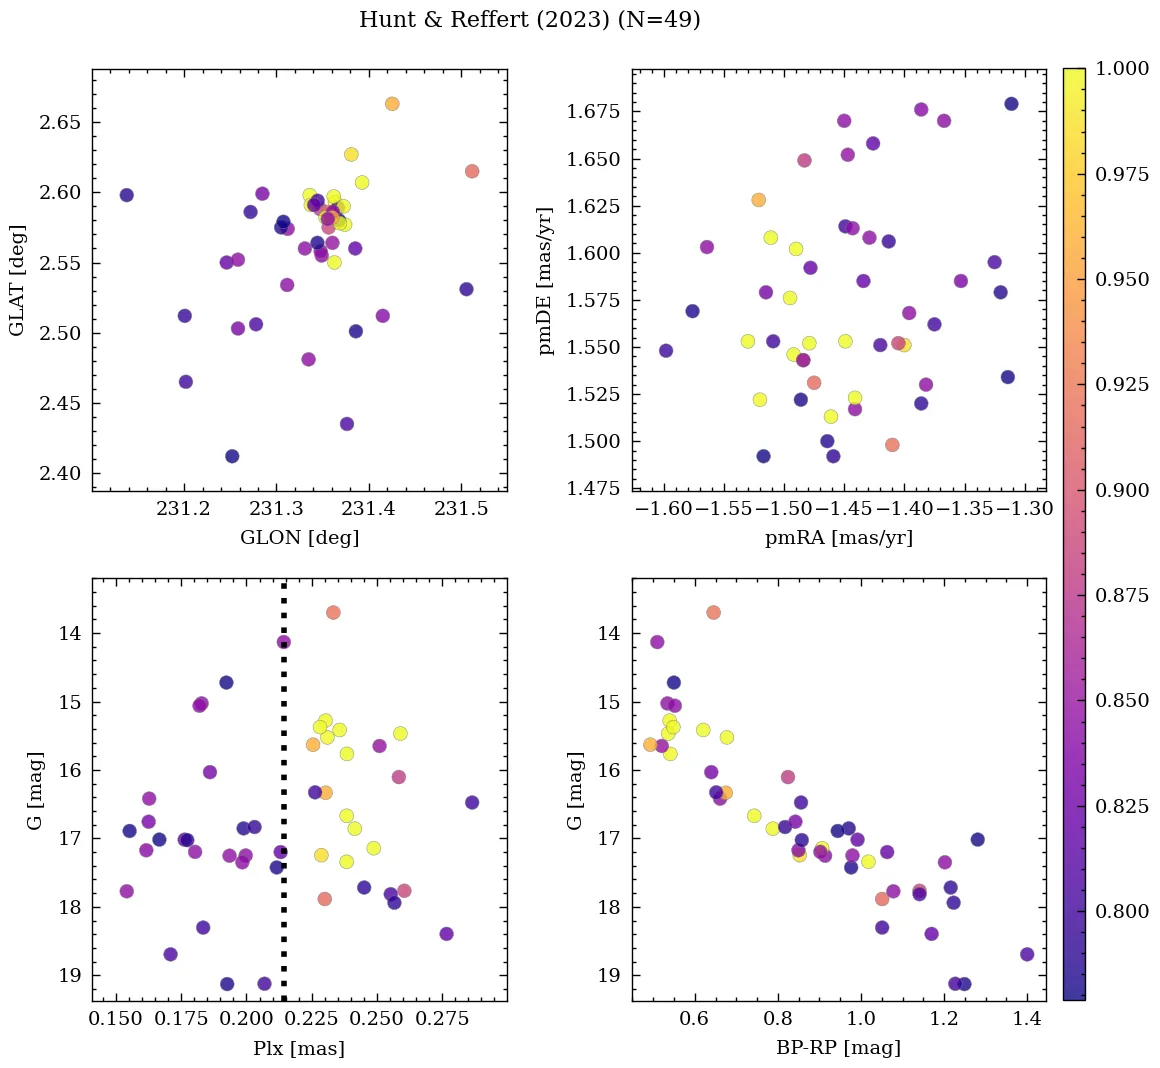 Hunt & Reffert (2023) (N=49)
2.65
2.60
2.55
2.50
2.45
2.40
GLAT [deg]
231.2 231.3 231.4 231.5
GLON [deg]
1.675
1.650
1.625
1.600
1.575
1.550
1.525
1.500
1.475
pmDE [mas/yr]
−1.60 −1.55 −1.50 −1.45 −1.40 −1.35 −1.30
pmRA [mas/yr]
14
15
16
17
18
19
G [mag]
0.150 0.175 0.200 0.225 0.250 0.275
Plx [mas]
14
15
16
17
18
19
G [mag]
0.6 0.8 1.0 1.2 1.4
BP-RP [mag]
1.000
0.975
0.950
0.925
0.900
0.875
0.850
0.825
0.800